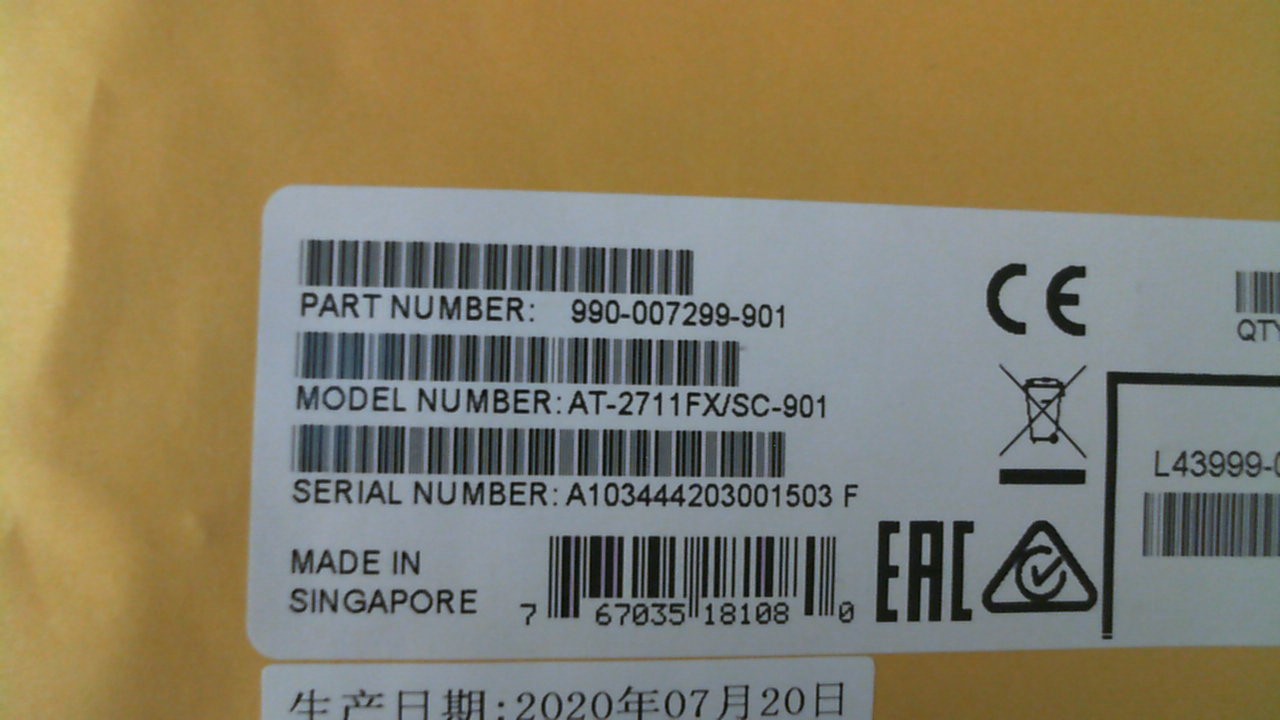 PART NUMBER: 990-007299-901
MODEL NUMBER: AT-2711FX/SC-901
SERIAL NUMBER: A103444203001503 F
MADE IN
SINGAPORE
7 67035 18108 0
CE
EAC
QTY
L43999-0
生产日期:2020年07月20日